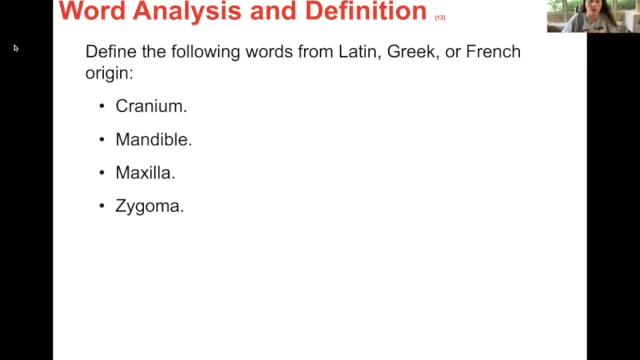 Word Analysis and Definition (12)
Define the following words from Latin, Greek, or French
origin:
• Cranium.
• Mandible.
• Maxilla.
• Zygoma.